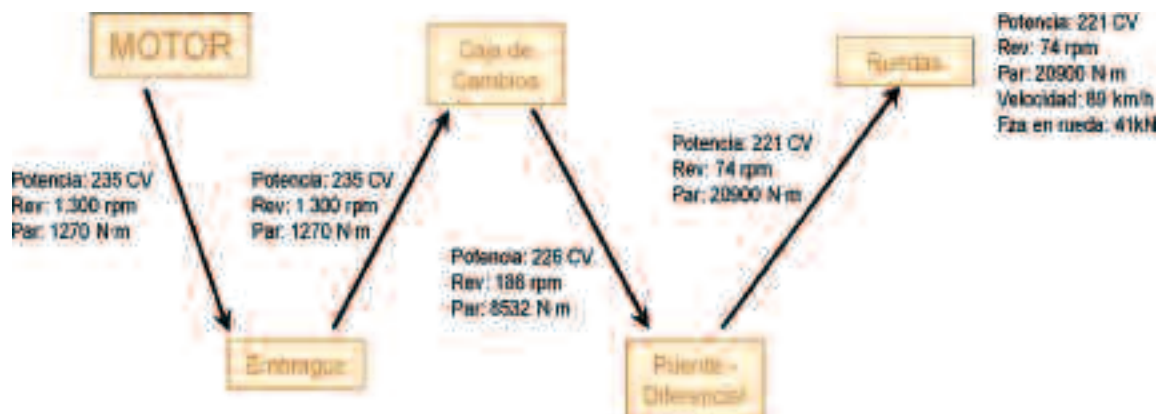 MOTOR
Caja de
Cambios
Ruedas
Potencia: 221 CV
Rev: 74 rpm
Par: 20900 N·m
Velocidad: 89 km/h
Fza en rueda: 41kN
Potencia: 235 CV
Rev: 1.300 rpm
Par: 1270 N·m
Potencia: 235 CV
Rev: 1.300 rpm
Par: 1270 N·m
Potencia: 221 CV
Rev: 74 rpm
Par: 20900 N·m
Potencia: 226 CV
Rev: 186 rpm
Par: 8532 N·m
Embrague
Puente -
Diferencial